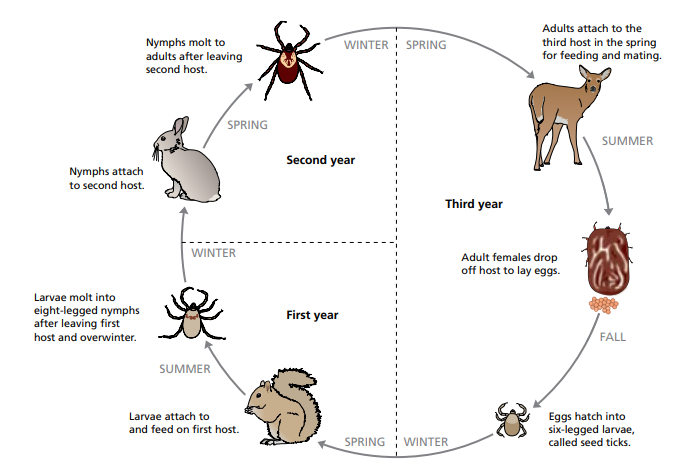 Nymphs molt to
adults after leaving
second host.
WINTER
SPRING
Adults attach to the
third host in the spring
for feeding and mating.
SPRING
SUMMER
Nymphs attach
to second host.
Second year
Third year
WINTER
Adult females drop
off host to lay eggs.
Larvae molt into
eight-legged nymphs
after leaving first
host and overwinter.
First year
FALL
SUMMER
Larvae attach to
and feed on first host.
SPRING
WINTER
Eggs hatch into
six-legged larvae,
called seed ticks.